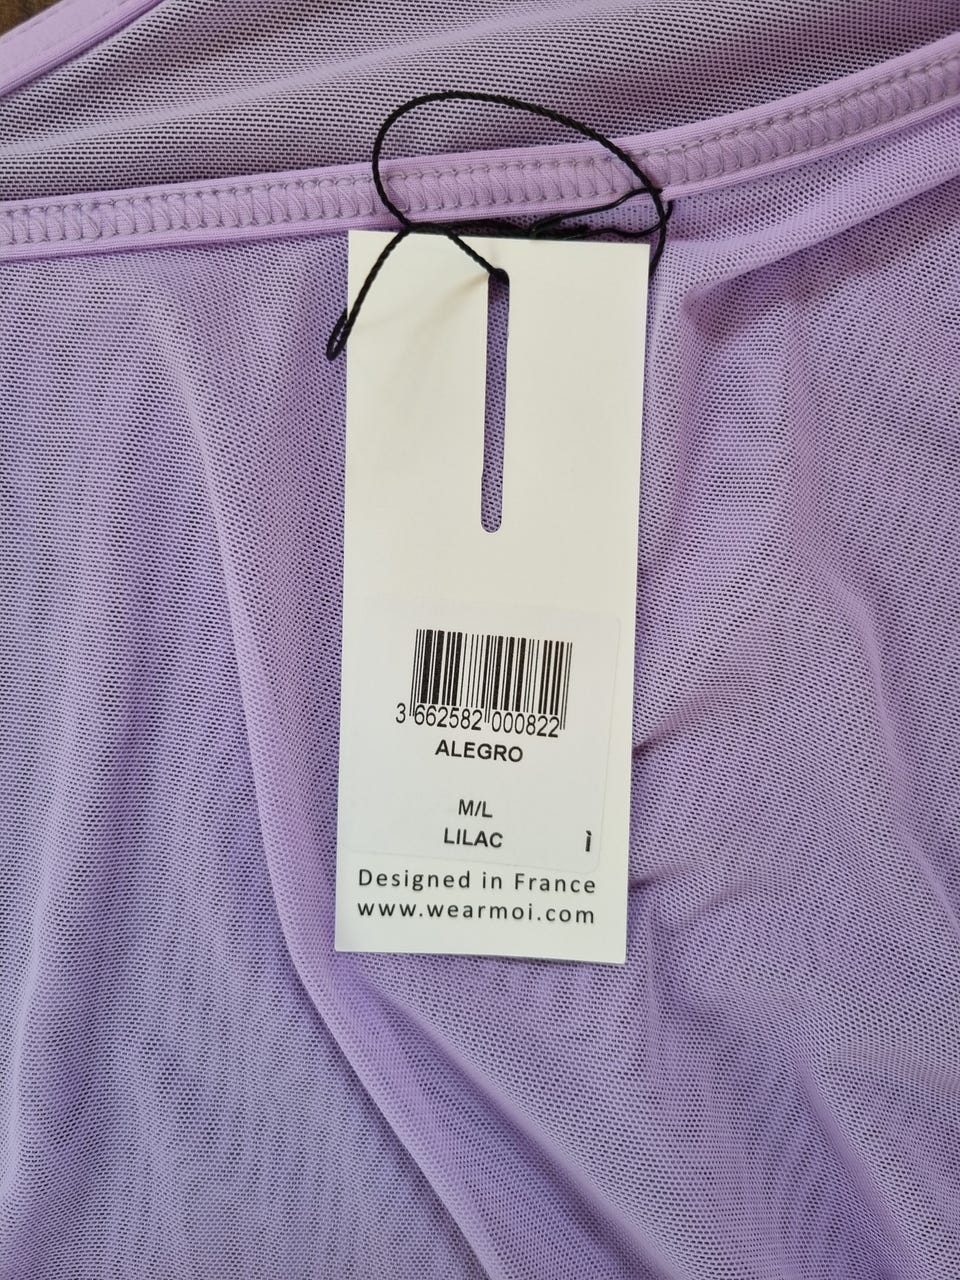 3 662582 000822
ALEGRO
M/L
LILAC ì
Designed in France
www.wearmoi.com